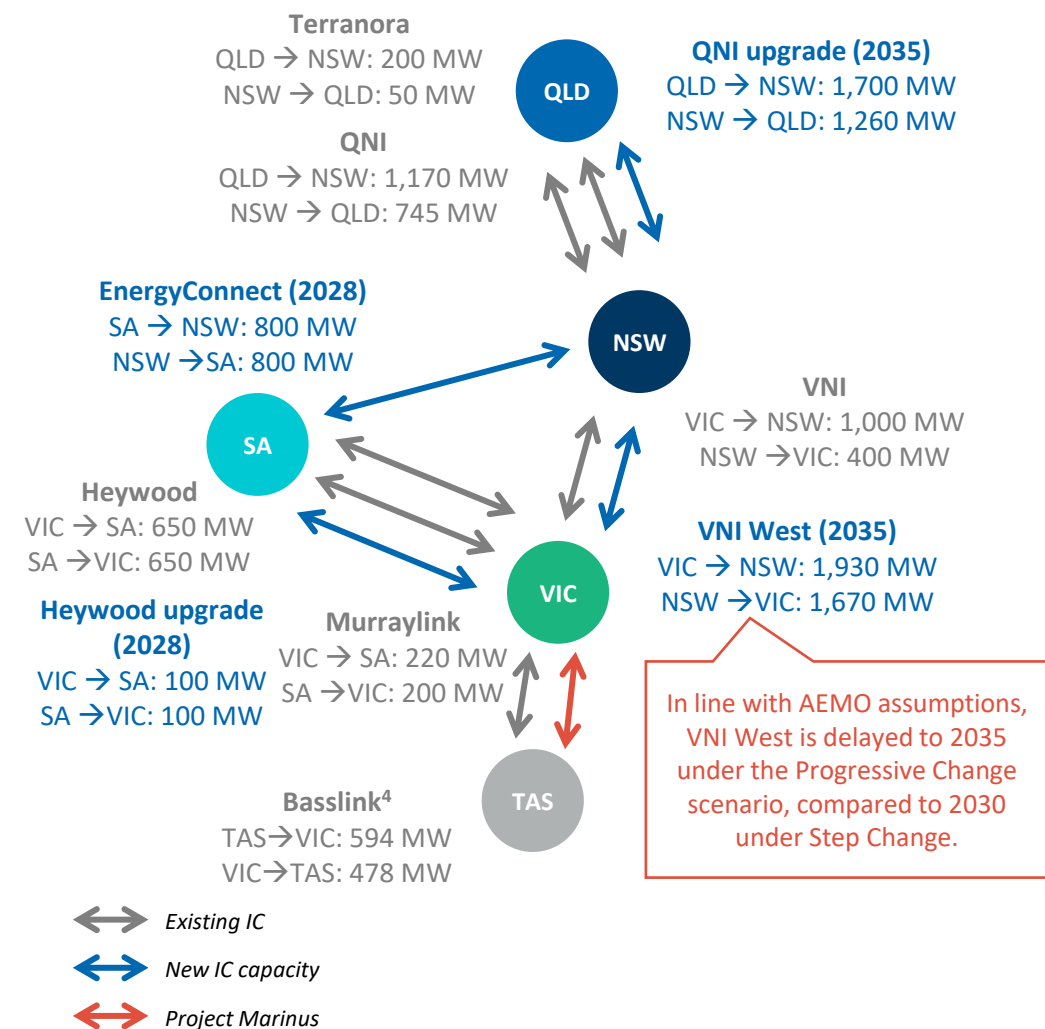 Terranora
QLD → NSW: 200 MW
NSW → QLD: 50 MW
QLD
QNI upgrade (2035)
QLD → NSW: 1,700 MW
NSW → QLD: 1,260 MW
QNI
QLD → NSW: 1,170 MW
NSW → QLD: 745 MW
EnergyConnect (2028)
SA → NSW: 800 MW
NSW →SA: 800 MW
NSW
SA
VNI
VIC → NSW: 1,000 MW
NSW →VIC: 400 MW
Heywood
VIC → SA: 650 MW
SA →VIC: 650 MW
VNI West (2035)
VIC → NSW: 1,930 MW
NSW →VIC: 1,670 MW
VIC
Heywood upgrade
(2028)
VIC → SA: 100 MW
SA →VIC: 100 MW
Murraylink
VIC → SA: 220 MW
SA →VIC: 200 MW
In line with AEMO assumptions,
VNI West is delayed to 2035
under the Progressive Change
scenario, compared to 2030
under Step Change.
TAS
Basslink⁴
TAS→VIC: 594 MW
VIC→TAS: 478 MW
Existing IC
New IC capacity
Project Marinus